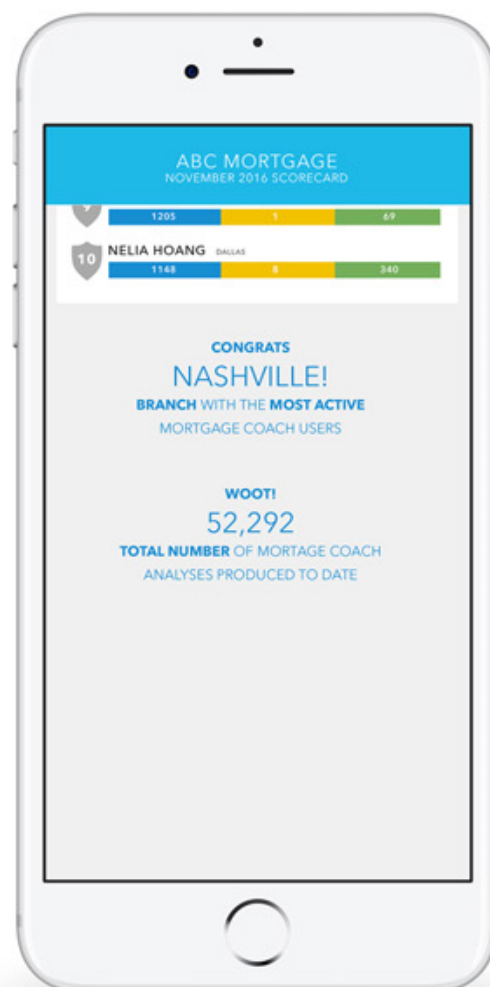 ABC MORTGAGE
NOVEMBER 2016 SCORECARD
1205 1 69
10 NELIA HOANG DALLAS
1148 8 340
CONGRATS
NASHVILLE!
BRANCH WITH THE MOST ACTIVE
MORTGAGE COACH USERS
WOOT!
52,292
TOTAL NUMBER OF MORTAGE COACH
ANALYSES PRODUCED TO DATE